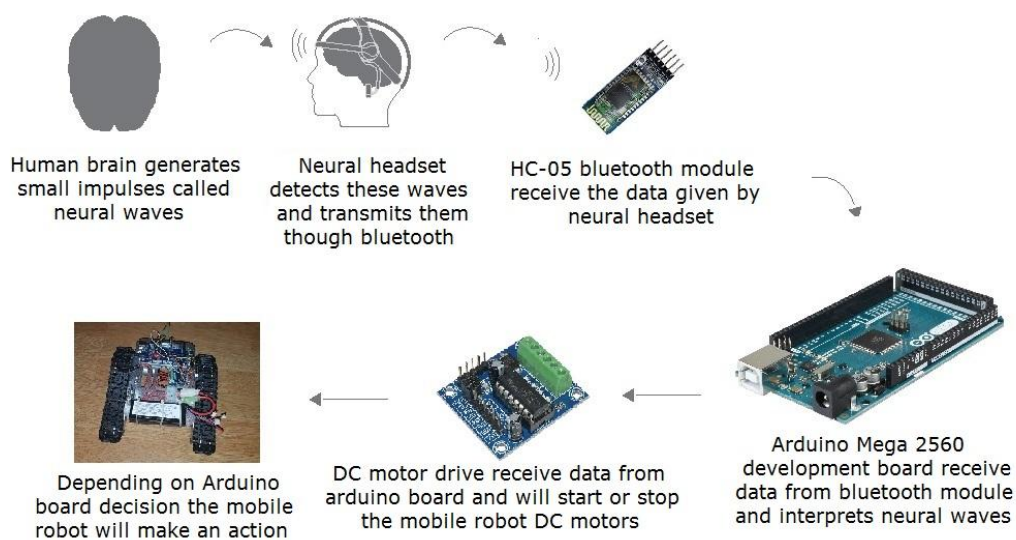 Human brain generates
small impulses called
neural waves
Neural headset
detects these waves
and transmits them
though bluetooth
HC-05 bluetooth module
receive the data given by
neural headset
Arduino Mega 2560
development board receive
data from bluetooth module
and interprets neural waves
DC motor drive receive data from
arduino board and will start or stop
the mobile robot DC motors
Depending on Arduino
board decision the mobile
robot will make an action